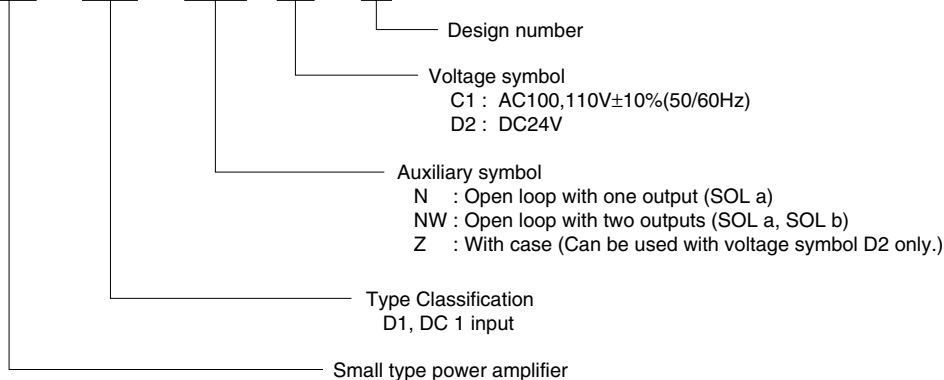 Design number
Voltage symbol
C1 : AC100,110V±10%(50/60Hz)
D2 : DC24V
Auxiliary symbol
N : Open loop with one output (SOL a)
NW : Open loop with two outputs (SOL a, SOL b)
Z : With case (Can be used with voltage symbol D2 only.)
Type Classification
D1, DC 1 input
Small type power amplifier